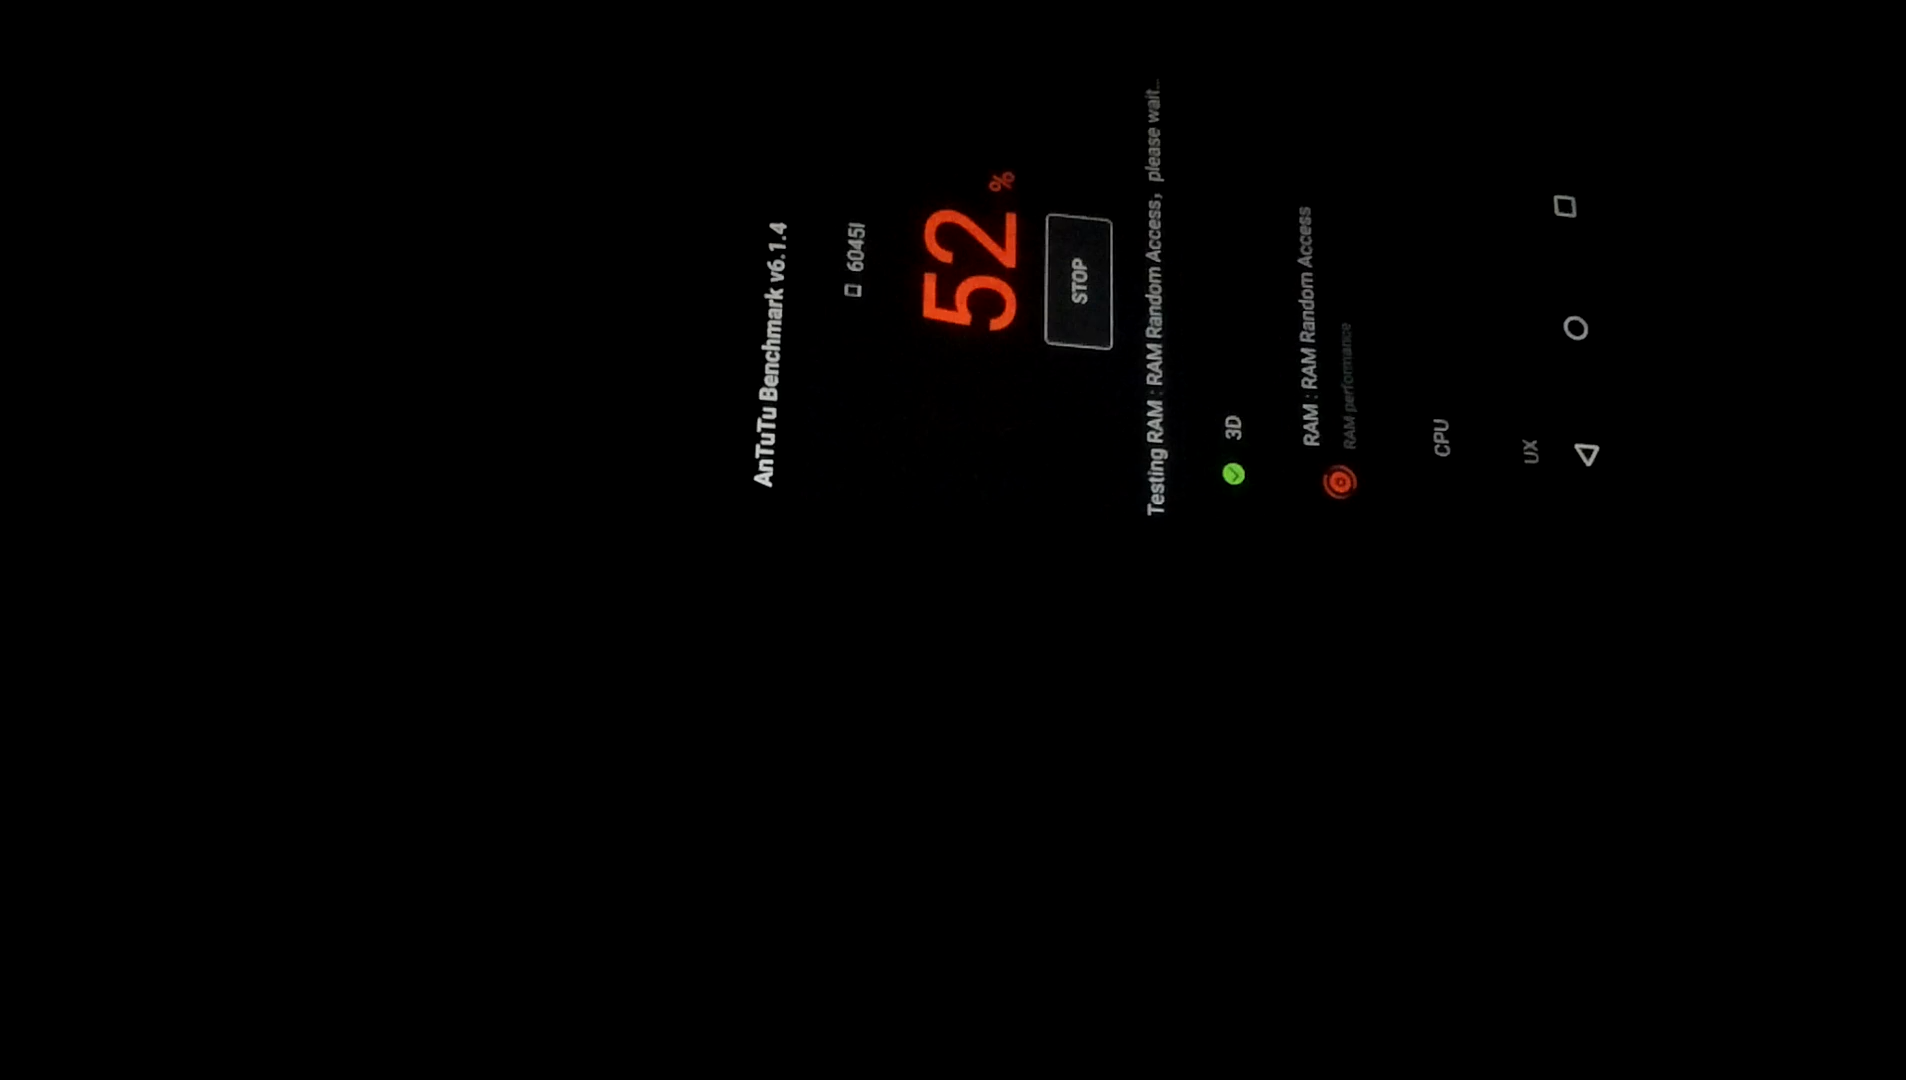 AnTuTu Benchmark v6.1.4
6045I
52%
STOP
Testing RAM : RAM Random Access, please wait...
3D
RAM : RAM Random Access
RAM performance
CPU
UX